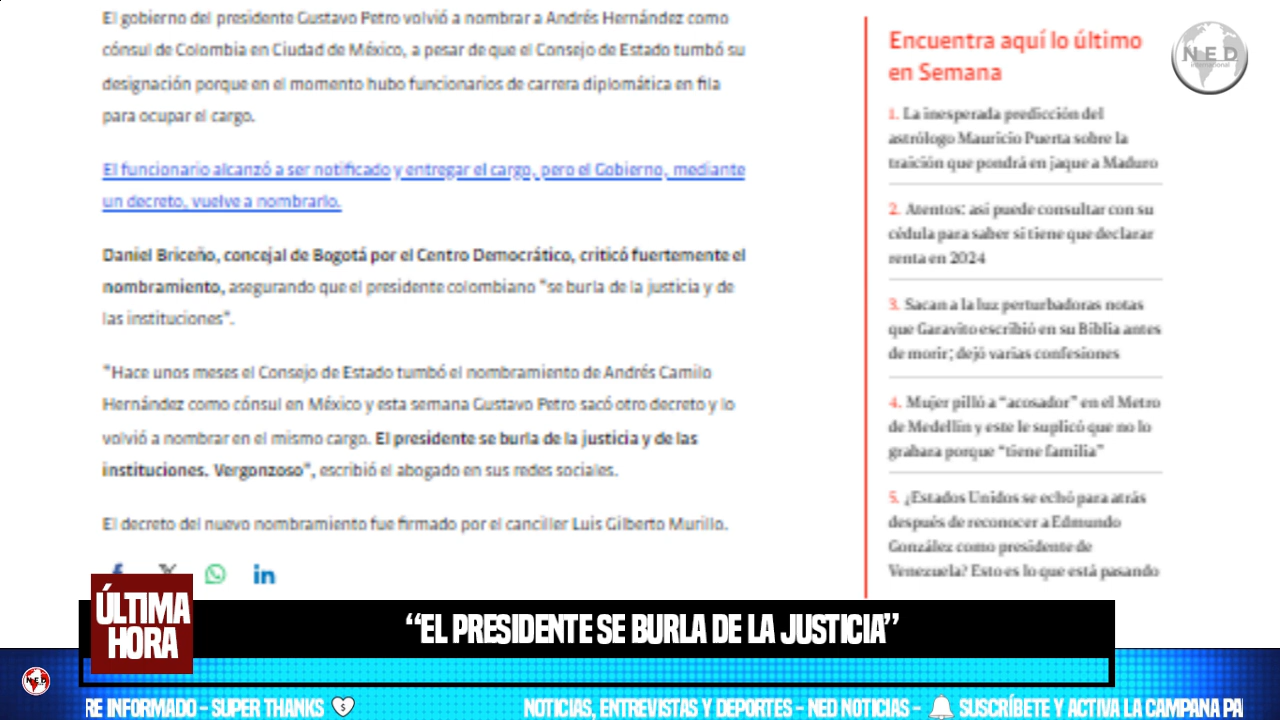 El gobierno del presidente Gustavo Petro volvió a nombrar a Andrés Hernández como
cónsul de Colombia en Ciudad de México, a pesar de que el Consejo de Estado tumbó su
designación porque en el momento hubo funcionarios de carrera diplomática en fila
para ocupar el cargo.
El funcionario alcanzó a ser notificado y entregar el cargo, pero el Gobierno, mediante
un decreto, vuelve a nombrarlo.
Daniel Briceño, concejal de Bogotá por el Centro Democrático, criticó fuertemente el
nombramiento, asegurando que el presidente colombiano "se burla de la justicia y de
las instituciones".
"Hace unos meses el Consejo de Estado tumbó el nombramiento de Andrés Camilo
Hernández como cónsul en México y esta semana Gustavo Petro sacó otro decreto y lo
volvió a nombrar en el mismo cargo. El presidente se burla de la justicia y de las
instituciones. Vergonzoso", escribió el abogado en sus redes sociales.
El decreto del nuevo nombramiento fue firmado por el canciller Luis Gilberto Murillo.
Encuentra aquí lo último
en Semana
1. La inesperada predicción del
astrólogo Mauricio Puerta sobre la
traición que pondrá en jaque a Maduro
2. Atentos: así puede consultar con su
cédula para saber si tiene que declarar
renta en 2024
3. Sacan a la luz perturbadoras notas
que Garavito escribió en su Biblia antes
de morir; dejó varias confesiones
4. Mujer pilló a “acosador” en el Metro
de Medellín y este le suplicó que no lo
grabara porque “tiene familia”
5. ¿Estados Unidos se echó para atrás
después de reconocer a Edmundo
González como presidente de
Venezuela? Esto es lo que está pasando
NED
international
ÚLTIMA
HORA
“EL PRESIDENTE SE BURLA DE LA JUSTICIA”
NED
RE INFORMADO - SUPER THANKS $ NOTICIAS, ENTREVISTAS Y DEPORTES - NED NOTICIAS - SUSCRÍBETE Y ACTIVA LA CAMPANA PA